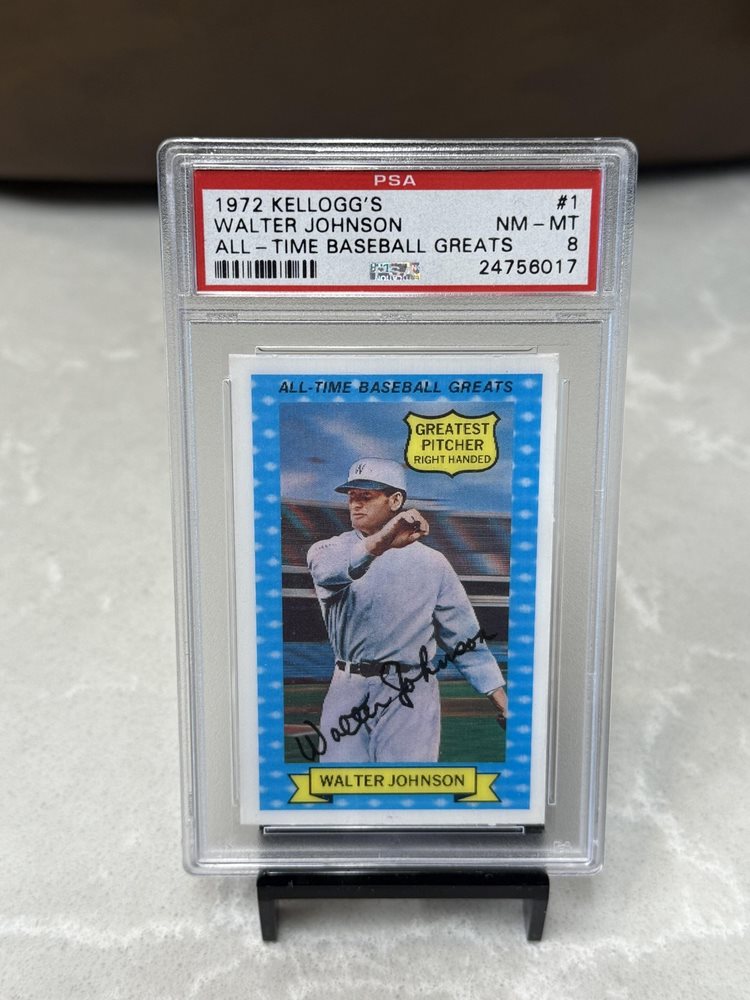 PSA
1972 KELLOGG'S #1
WALTER JOHNSON NM - MT
ALL - TIME BASEBALL GREATS 8
24756017
ALL-TIME BASEBALL GREATS
GREATEST
PITCHER
RIGHT HANDED
W
Walter Johnson
WALTER JOHNSON